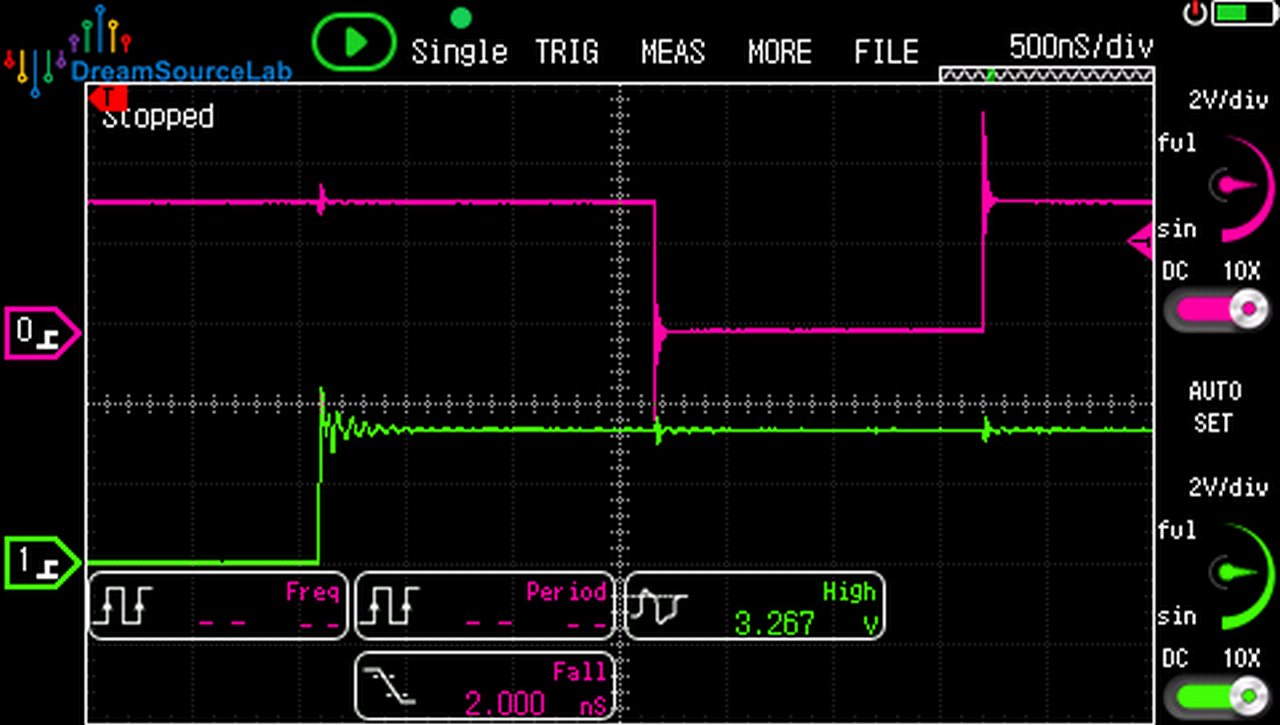 DreamSourceLab
Single TRIG MEAS MORE FILE 500nS/div
T
Stopped
2V/div
ful
sin
DC 10X
0
AUTO
SET
2V/div
ful
sin
DC 10X
1
Freq
-- --
Period
-- --
High
3.267 v
Fall
2.000 nS